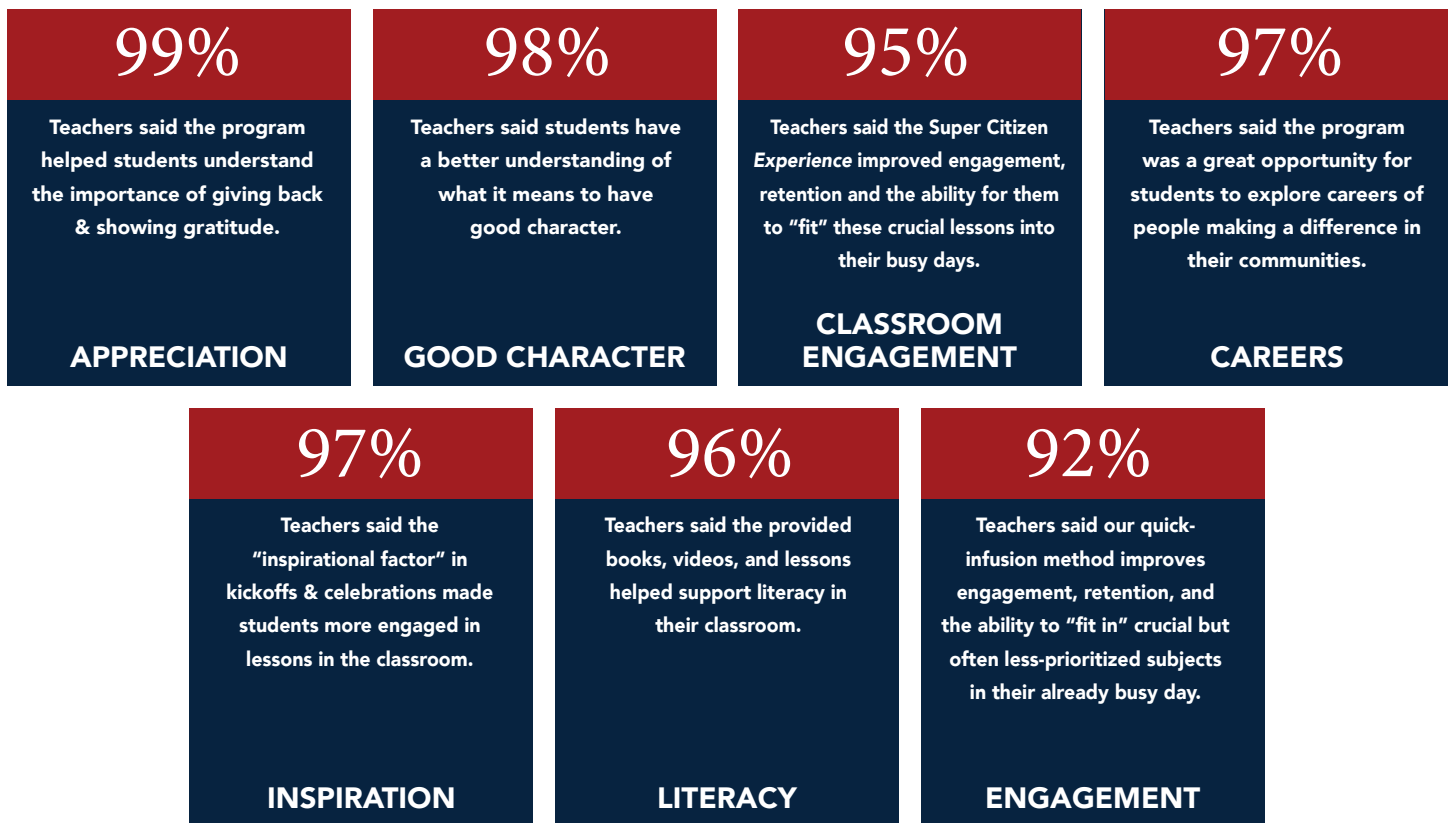 99%
Teachers said the program
helped students understand
the importance of giving back
& showing gratitude.
APPRECIATION
98%
Teachers said students have
a better understanding of
what it means to have
good character.
GOOD CHARACTER
95%
Teachers said the Super Citizen
Experience improved engagement,
retention and the ability for them
to “fit” these crucial lessons into
their busy days.
CLASSROOM
ENGAGEMENT
97%
Teachers said the program
was a great opportunity for
students to explore careers of
people making a difference in
their communities.
CAREERS
97%
Teachers said the
“inspirational factor” in
kickoffs & celebrations made
students more engaged in
lessons in the classroom.
INSPIRATION
96%
Teachers said the provided
books, videos, and lessons
helped support literacy in
their classroom.
LITERACY
92%
Teachers said our quick-
infusion method improves
engagement, retention, and
the ability to “fit in” crucial but
often less-prioritized subjects
in their already busy day.
ENGAGEMENT